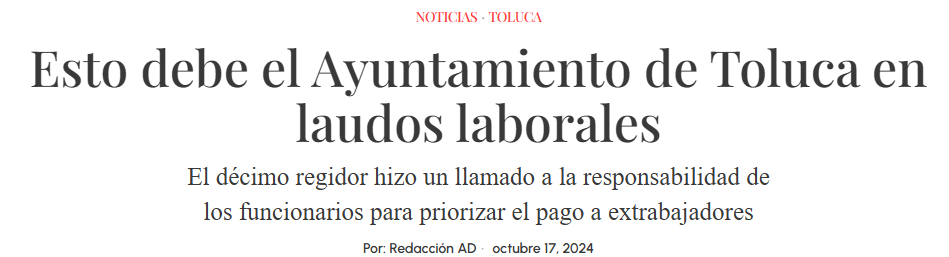 NOTICIAS · TOLUCA
Esto debe el Ayuntamiento de Toluca en
laudos laborales
El décimo regidor hizo un llamado a la responsabilidad de
los funcionarios para priorizar el pago a extrabajadores
Por: Redacción AD · octubre 17, 2024